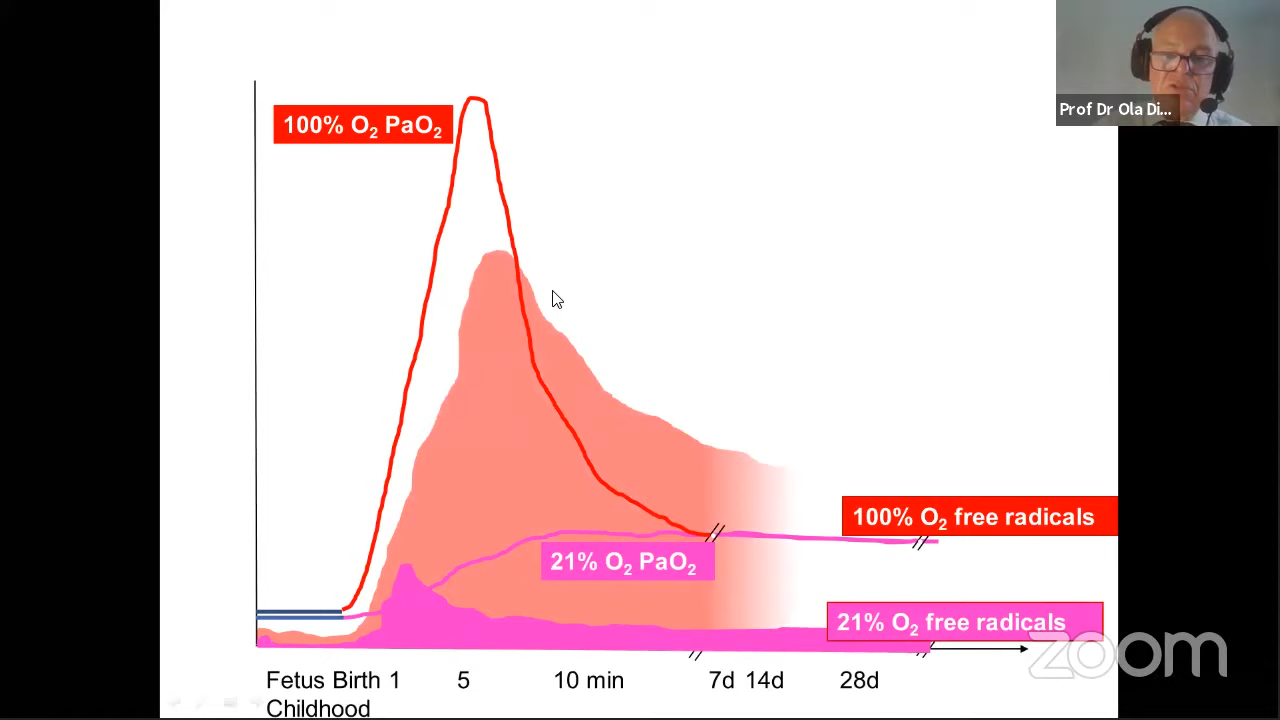 Prof Dr Ola Di...
100% O₂ PaO₂
100% O₂ free radicals
21% O₂ PaO₂
21% O₂ free radicals
zoom
Fetus Birth 1 5 10 min 7d 14d 28d
Childhood